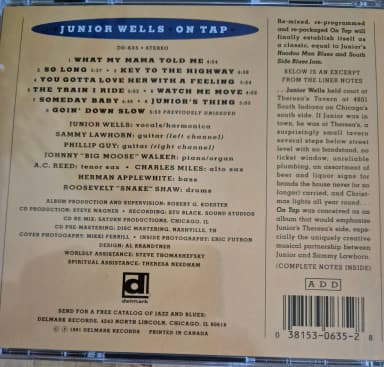 JUNIOR WELLS • ON TAP
DD-635 • STEREO
1 WHAT MY MAMA TOLD ME 4:54
2 SO LONG 5:57 • 3 KEY TO THE HIGHWAY
4 YOU GOTTA LOVE HER WITH A FEELING
5 THE TRAIN I RIDE • 6 WATCH ME MOVE
7 SOMEDAY BABY • 8 JUNIOR'S THING
9 GOIN' DOWN SLOW PREVIOUSLY UNISSUED
JUNIOR WELLS: vocals/harmonica
SAMMY LAWHORN: guitar (left channel)
PHILLIP GUY: guitar (right channel)
JOHNNY "BIG MOOSE" WALKER: piano/organ
A.C. REED: tenor sax • CHARLES MILES: alto sax
HERMAN APPLEWHITE: bass
ROOSEVELT "SNAKE" SHAW: drums
ALBUM PRODUCTION AND SUPERVISION: ROBERT G. KOESTER
CD PRODUCTION: STEVE WAGNER • RECORDING: STU BLACK, SOUND STUDIOS
CD RE-MIX: SATURN PRODUCTIONS, CHICAGO, IL
CD PRE-MASTERING: DISC MASTERING, NASHVILLE, TN
COVER PHOTOGRAPHY: MIKKI FERRILL • INSIDE PHOTOGRAPHY: ERIC FUTRON
DESIGN: AL BRANDTNER
WORLDLY ASSISTANCE: STEVE TOMASHEFSKY
SPIRITUAL ASSISTANCE: THERESA NEEDHAM
delmark
SEND FOR A FREE CATALOG OF JAZZ AND BLUES:
DELMARK RECORDS, 4243 NORTH LINCOLN, CHICAGO, IL 60618
© ℗ 1991 DELMARK RECORDS PRINTED IN CANADA
Re-mixed, re-programmed
and re-packaged On Tap will
finally establish itself as
a classic, equal to Junior's
Hoodoo Man Blues and South
Side Blues Jam.
BELOW IS AN EXCERPT
FROM THE LINER NOTES
...Junior Wells held court at
Theresa's Tavern, at 4801
South Indiana on Chicago's
south side. If Junior was in
town, he was at Theresa's, a
surprisingly small tavern
several steps below street
level with no bandstand, no
ticket window, unreliable
plumbing, an assortment of
beer and liquor signs for
brands the house never (or no
longer) carried, and Christ-
mas lights all year round...
On Tap was conceived as an
album that would emphasize
Junior's Theresa's side, espe-
cially the uniquely creative
musical partnership between
Junior and Sammy Lawhorn.
(COMPLETE NOTES INSIDE)
ADD
0 38153-0635-2 8